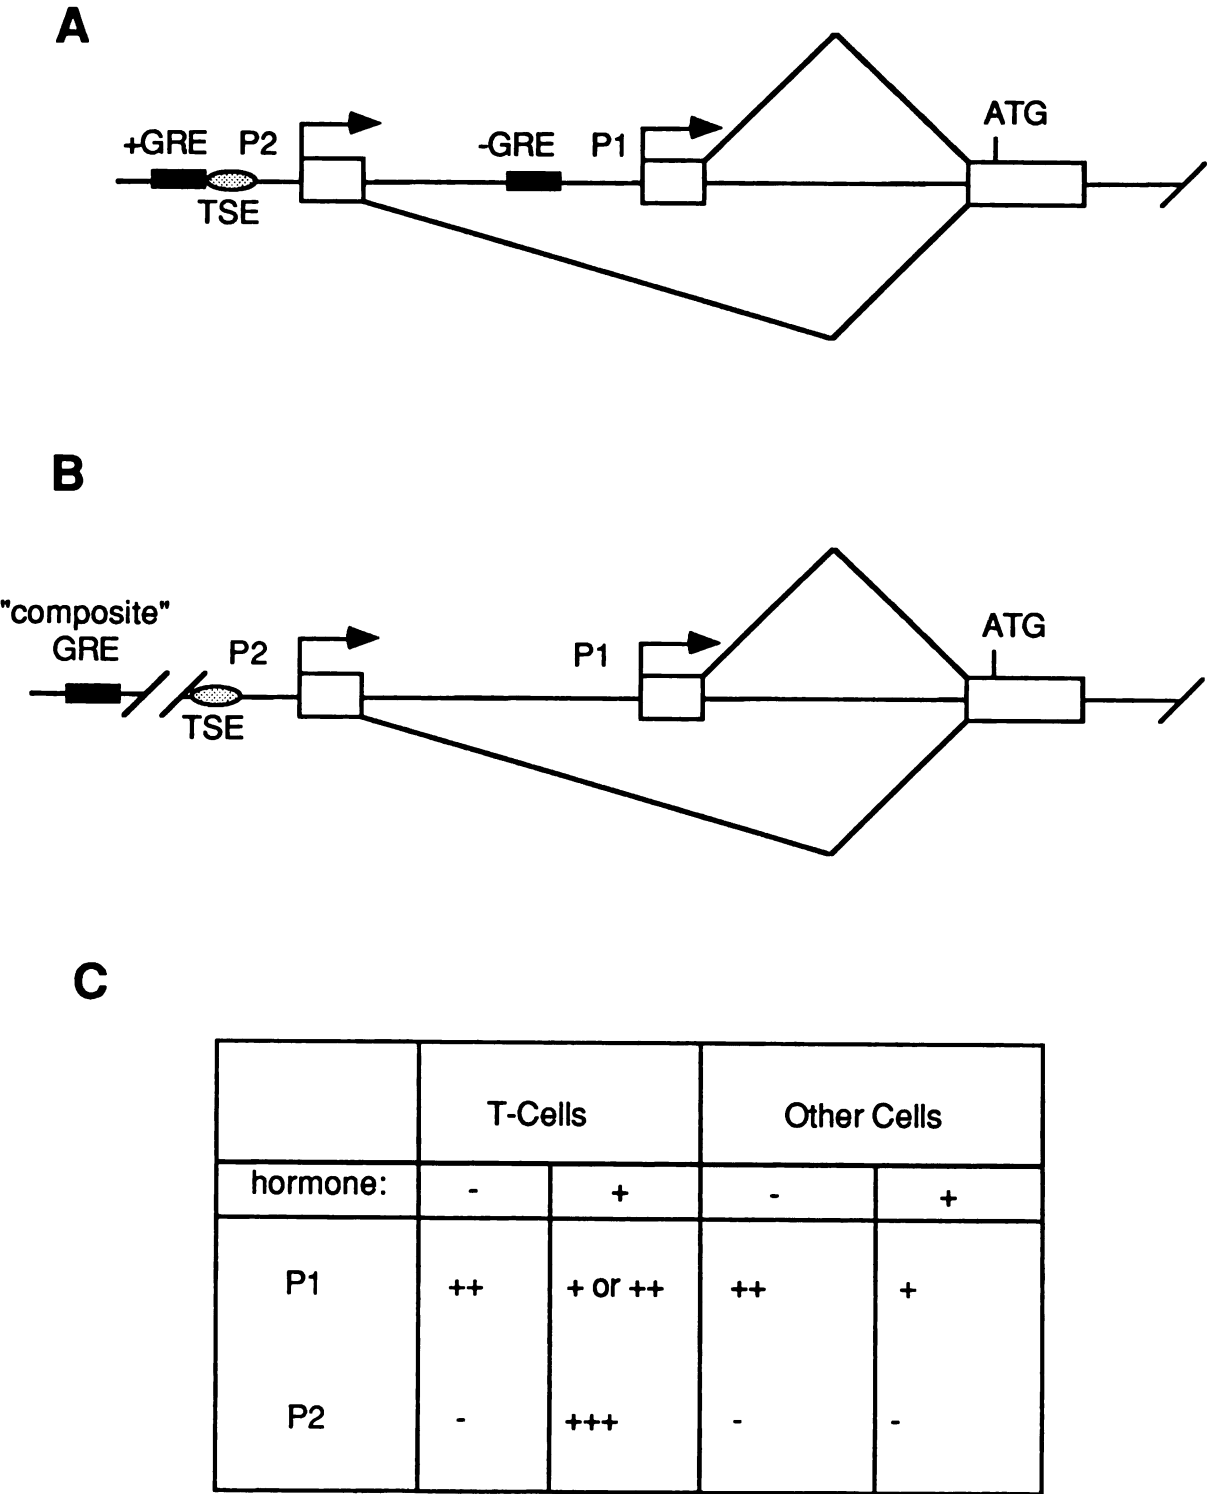 A
+GRE P2 -GRE P1 ATG
TSE
B
"composite"
GRE P2 P1 ATG
TSE
C
T-Cells Other Cells
hormone: - + - +
P1 ++ + or ++ ++ +
P2 - +++ - -